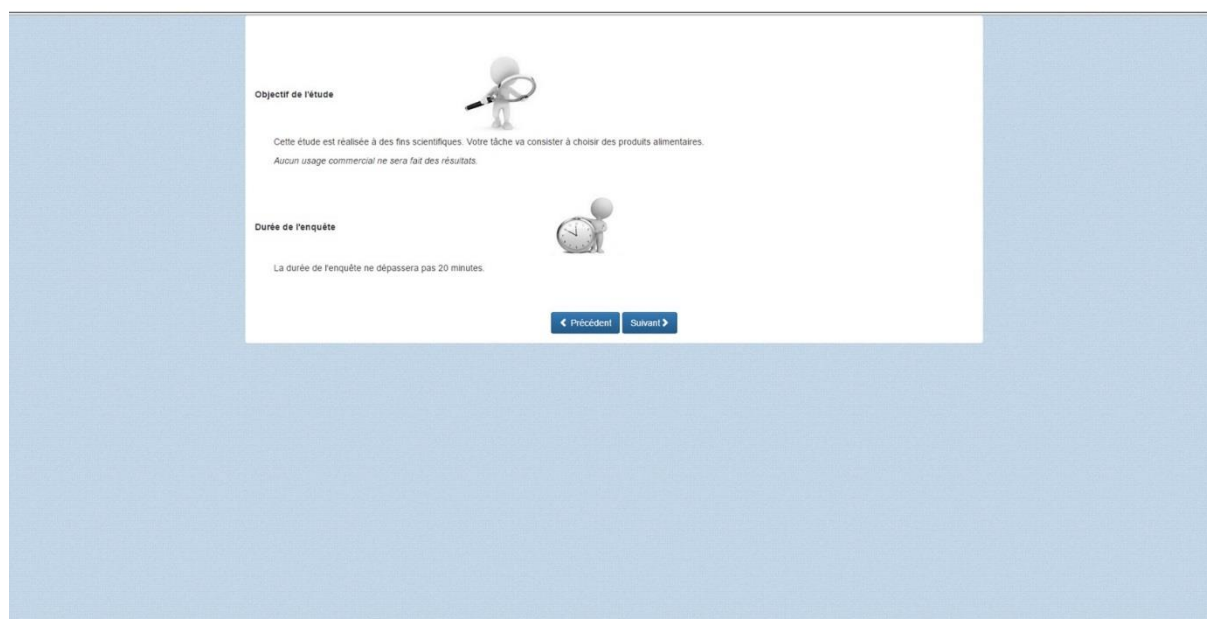 Objectif de l'étude
Cette étude est réalisée à des fins scientifiques. Votre tâche va consister à choisir des produits alimentaires.
Aucun usage commercial ne sera fait des résultats.
Durée de l'enquête
La durée de l'enquête ne dépassera pas 20 minutes.
Précédent Suivant